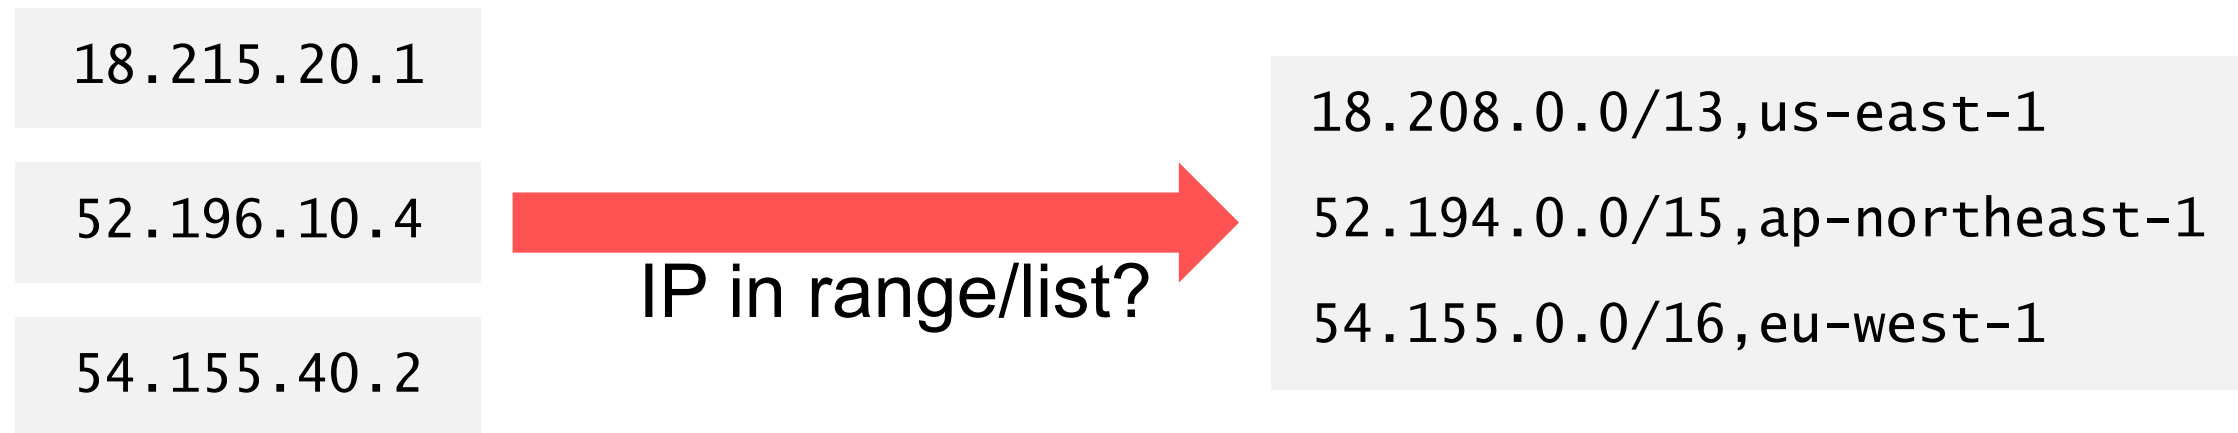 18.215.20.1
52.196.10.4
54.155.40.2
IP in range/list?
18.208.0.0/13,us-east-1
52.194.0.0/15,ap-northeast-1
54.155.0.0/16,eu-west-1